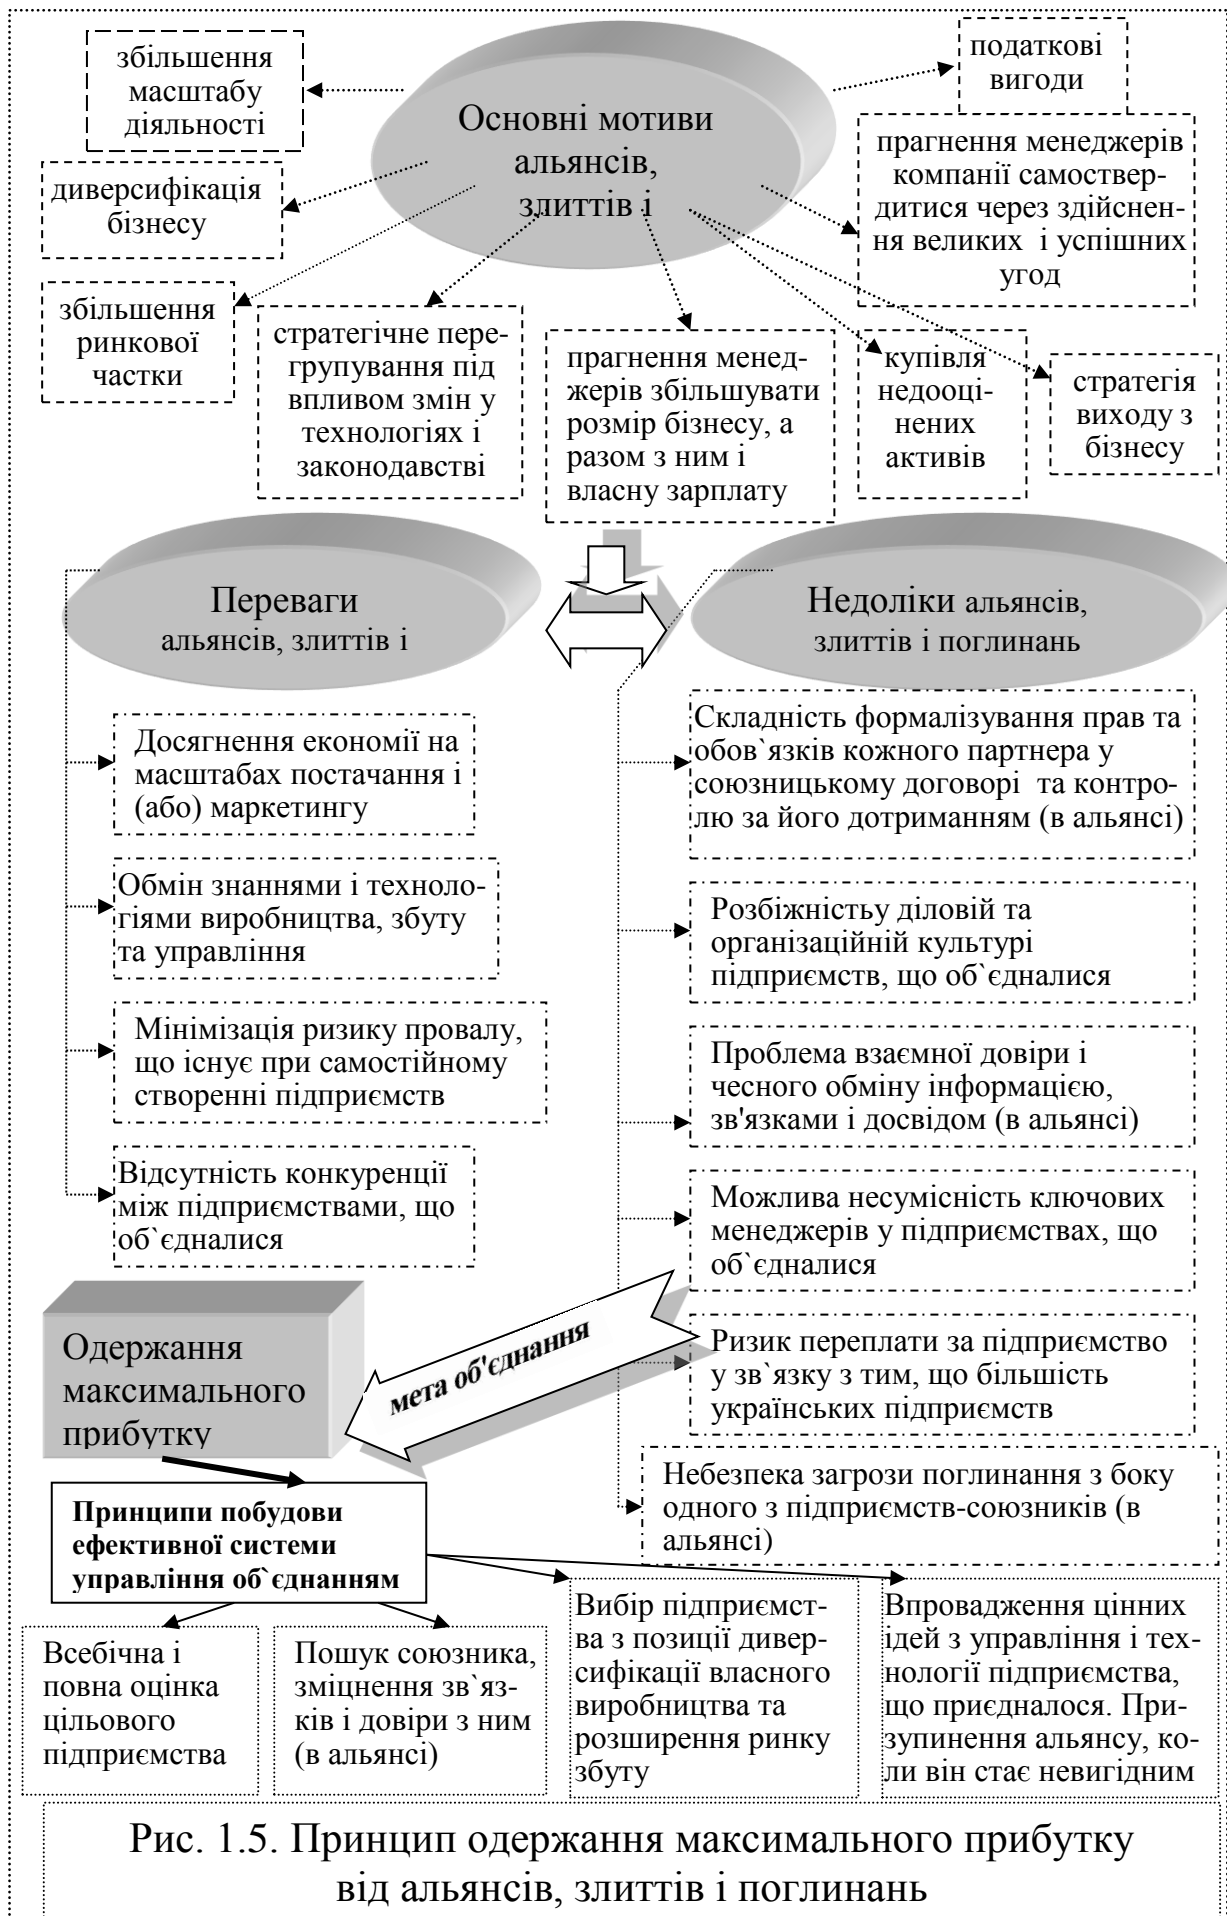 збільшення
масштабу
діяльності
Основні мотиви
альянсів,
злиттів і
податкові
вигоди
прагнення менеджерів
компанії самоствер-
дитися через здійснен-
ня великих і успішних
угод
диверсифікація
бізнесу
збільшення
ринкової
частки
стратегічне пере-
групування під
впливом змін у
технологіях і
законодавстві
прагнення менед-
жерів збільшувати
розмір бізнесу, а
разом з ним і
власну зарплату
купівля
недооці-
нених
активів
стратегія
виходу з
бізнесу
Переваги
альянсів, злиттів і
Недоліки альянсів,
злиттів і поглинань
Досягнення економії на
масштабах постачання і
(або) маркетингу
Обмін знаннями і техноло-
гіями виробництва, збуту
та управління
Мінімізація ризику провалу,
що існує при самостійному
створенні підприємств
Відсутність конкуренції
між підприємствами, що
об`єдналися
Складність формалізування прав та
обов`язків кожного партнера у
союзницькому договорі та контро-
лю за його дотриманням (в альянсі)
Розбіжністьу діловій та
організаційній культурі
підприємств, що об`єдналися
Проблема взаємної довіри і
чесного обміну інформацією,
зв'язками і досвідом (в альянсі)
Можлива несумісність ключових
менеджерів у підприємствах, що
об`єдналися
Ризик переплати за підприємство
у зв`язку з тим, що більшість
українських підприємств
Небезпека загрози поглинання з боку
одного з підприємств-союзників (в
альянсі)
мета об'єднання
Одержання
максимального
прибутку
Принципи побудови
ефективної системи
управління об`єднанням
Всебічна і
повна оцінка
цільового
підприємства
Пошук союзника,
зміцнення зв`яз-
ків і довіри з ним
(в альянсі)
Вибір підприємст-
ва з позиції дивер-
сифікації власного
виробництва та
розширення ринку
збуту
Впровадження цінних
ідей з управління і тех-
нології підприємства,
що приєдналося. При-
зупинення альянсу, ко-
ли він стає невигідним
Рис. 1.5. Принцип одержання максимального прибутку
від альянсів, злиттів і поглинань